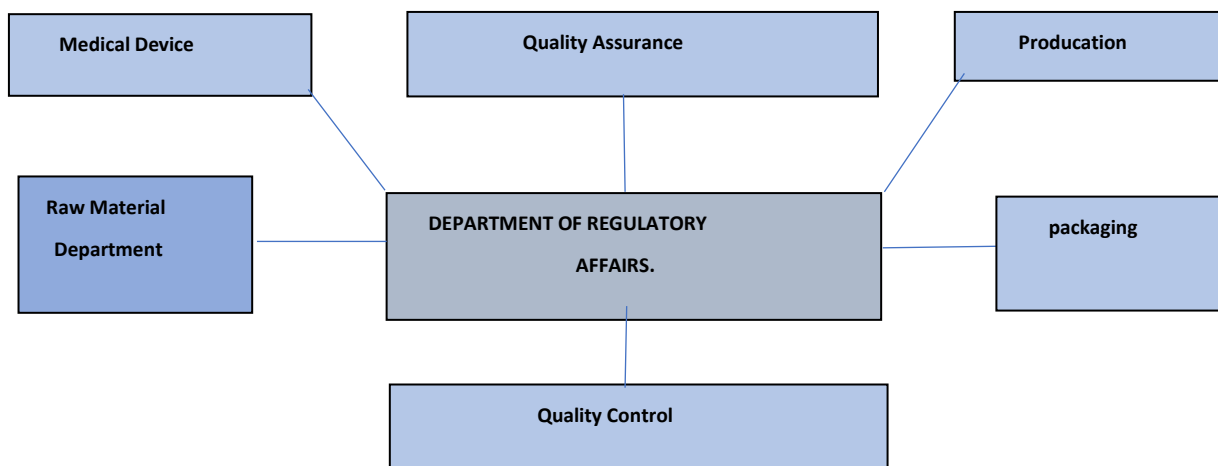 Medical Device
Quality Assurance
Producation
Raw Material
Department
DEPARTMENT OF REGULATORY
AFFAIRS.
packaging
Quality Control